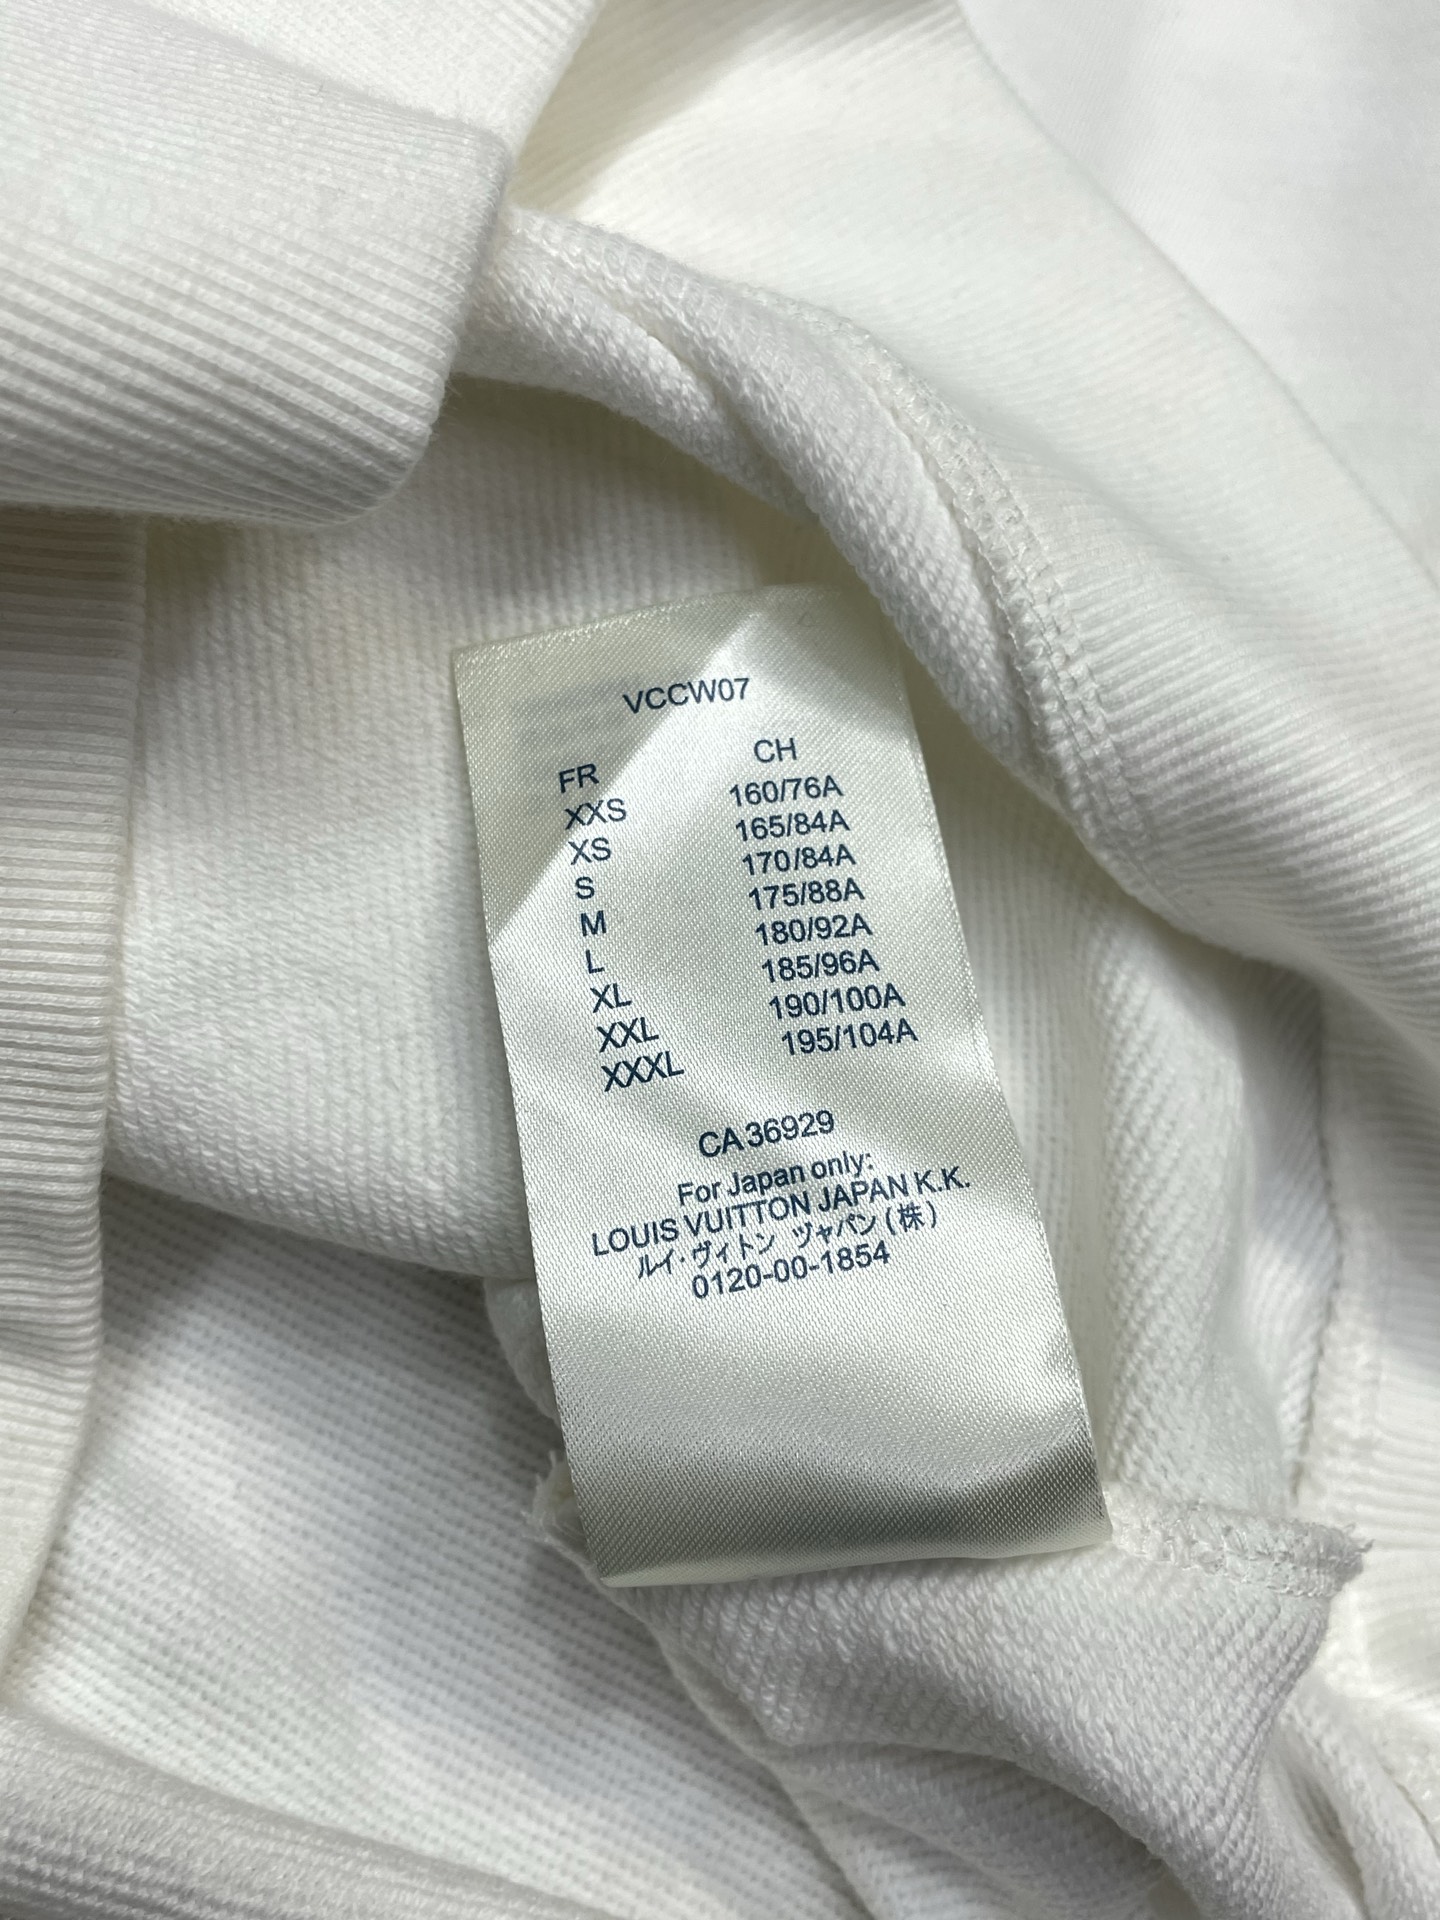 VCCW07
FR CH
XXS 160/76A
XS 165/84A
S 170/84A
M 175/88A
L 180/92A
XL 185/96A
XXL 190/100A
XXXL 195/104A
CA 36929
For Japan only:
LOUIS VUITTON JAPAN K.K.
ルイ・ヴィトン ヅャパン (株)
0120-00-1854